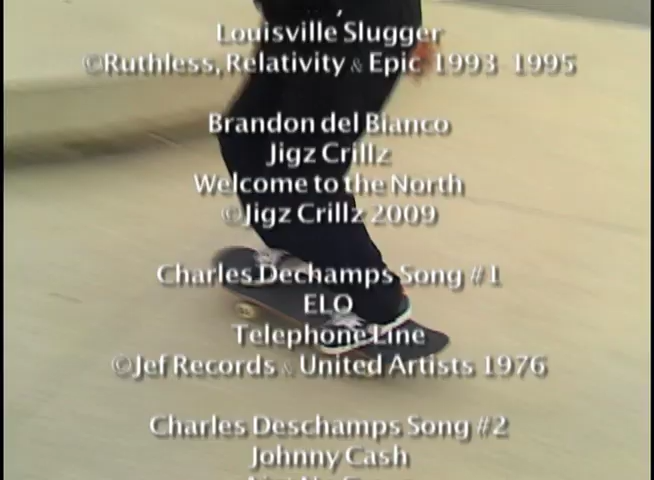 Louisville Slugger
©Ruthless, Relativity & Epic 1993 1995
Brandon del Bianco
Jigz Crillz
Welcome to the North
©Jigz Crillz 2009
Charles Dechamps Song #1
ELO
Telephone Line
©Jef Records & United Artists 1976
Charles Deschamps Song #2
Johnny Cash